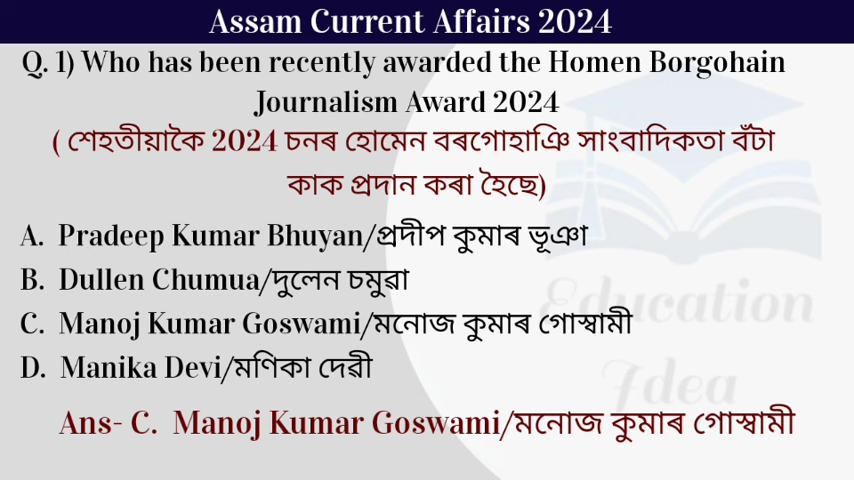 Assam Current Affairs 2024
Q. 1) Who has been recently awarded the Homen Borgohain
Journalism Award 2024
( শেহতীয়াকৈ 2024 চনৰ হোমেন বৰগোহাঞি সাংবাদিকতা বঁটা
কাক প্ৰদান কৰা হৈছে)
A. Pradeep Kumar Bhuyan/প্ৰদীপ কুমাৰ ভূঞা
B. Dullen Chumua/দুলেন চমুৱা
C. Manoj Kumar Goswami/মনোজ কুমাৰ গোস্বামী
D. Manika Devi/মণিকা দেৱী
Education
Idea
Ans- C. Manoj Kumar Goswami/মনোজ কুমাৰ গোস্বামী